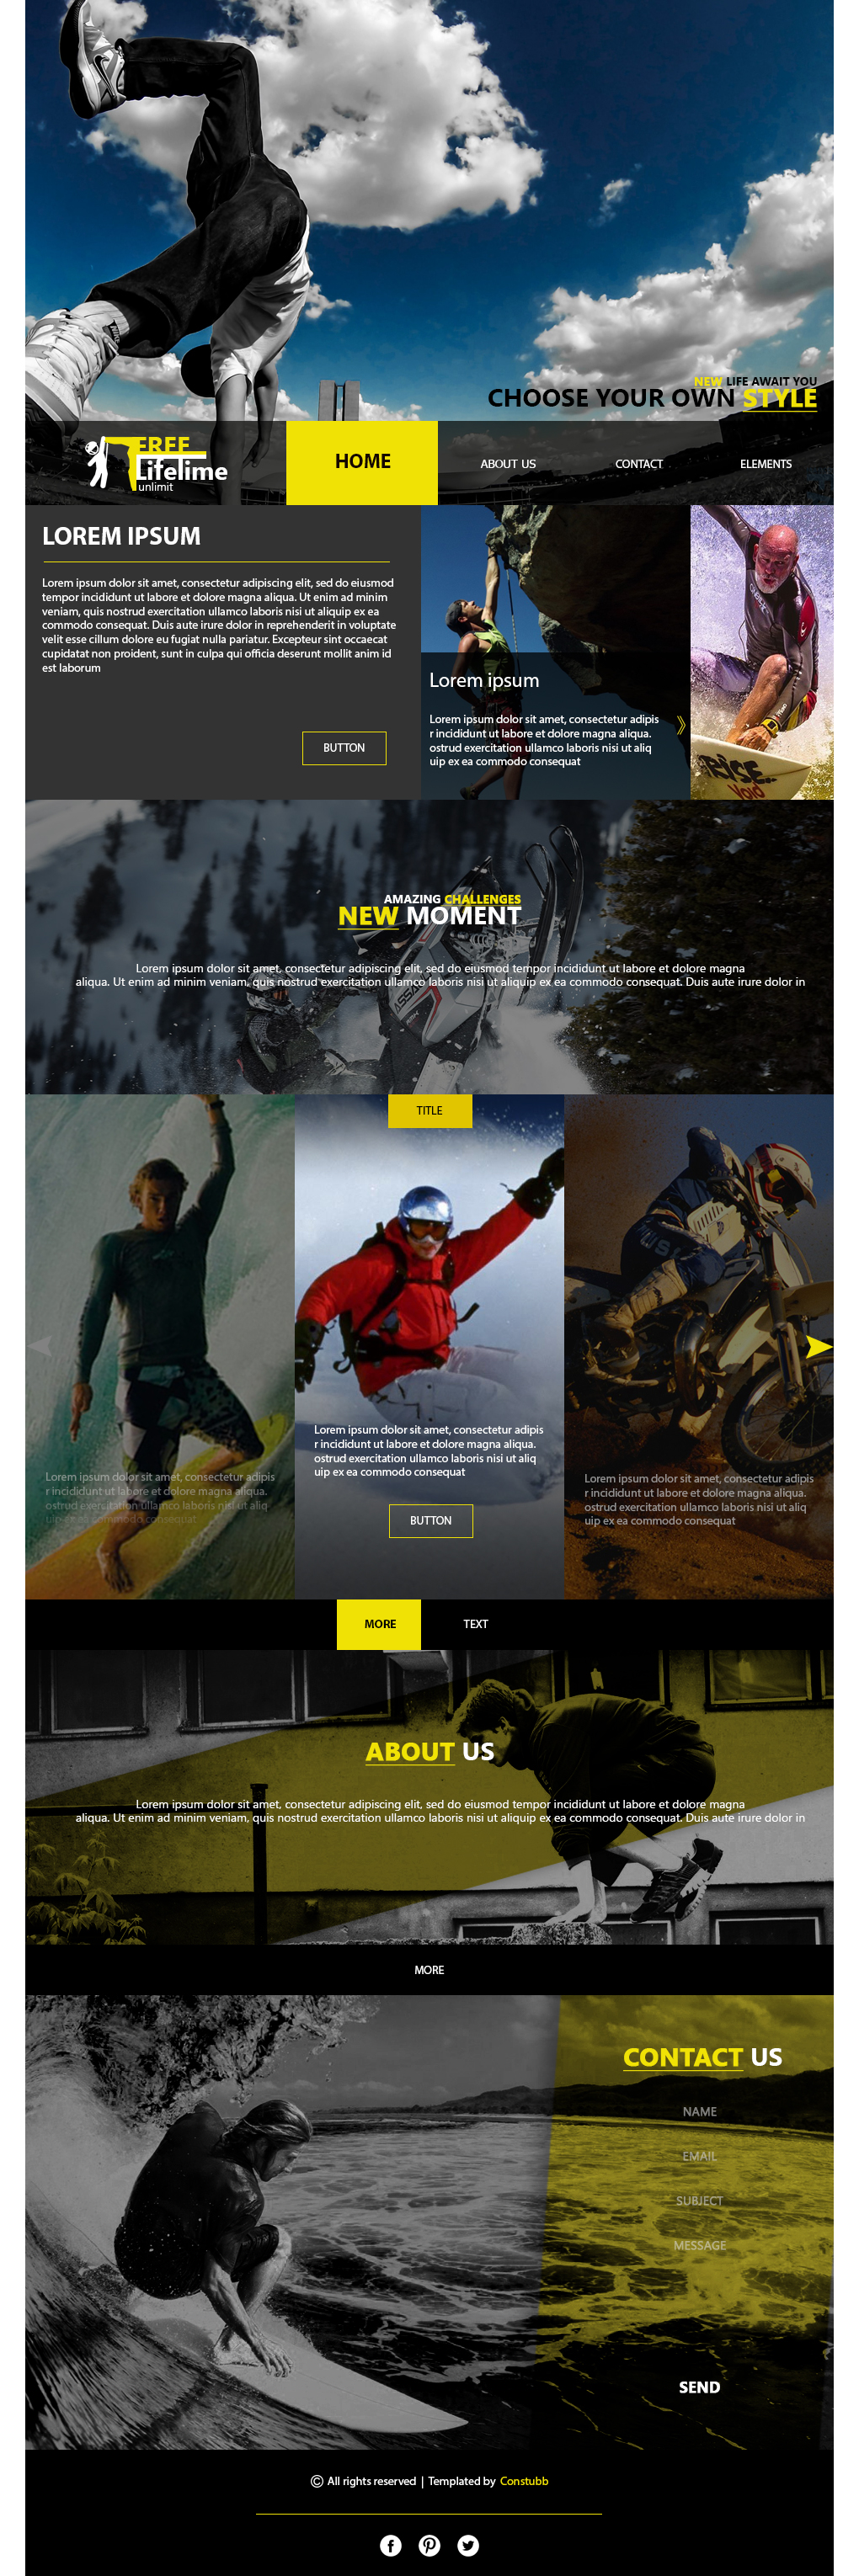 NEW LIFE AWAIT YOU
CHOOSE YOUR OWN STYLE
FREE
Lifelime
unlimit
HOME
ABOUT US
CONTACT
ELEMENTS
LOREM IPSUM
Lorem ipsum dolor sit amet, consectetur adipiscing elit, sed do eiusmod
tempor incididunt ut labore et dolore magna aliqua. Ut enim ad minim
veniam, quis nostrud exercitation ullamco laboris nisi ut aliquip ex ea
commodo consequat. Duis aute irure dolor in reprehenderit in voluptate
velit esse cillum dolore eu fugiat nulla pariatur. Excepteur sint occaecat
cupidatat non proident, sunt in culpa qui officia deserunt mollit anim id
est laborum
BUTTON
Lorem ipsum
Lorem ipsum dolor sit amet, consectetur adipis
r incididunt ut labore et dolore magna aliqua.
ostrud exercitation ullamco laboris nisi ut aliq
uip ex ea commodo consequat
RISE
Void
AMAZING CHALLENGES
NEW MOMENT
Lorem ipsum dolor sit amet, consectetur adipiscing elit, sed do eiusmod tempor incididunt ut labore et dolore magna
aliqua. Ut enim ad minim veniam, quis nostrud exercitation ullamco laboris nisi ut aliquip ex ea commodo consequat. Duis aute irure dolor in
TITLE
Lorem ipsum dolor sit amet, consectetur adipis
r incididunt ut labore et dolore magna aliqua.
ostrud exercitation ullamco laboris nisi ut aliq
uip ex ea commodo consequat
Lorem ipsum dolor sit amet, consectetur adipis
r incididunt ut labore et dolore magna aliqua.
ostrud exercitation ullamco laboris nisi ut aliq
uip ex ea commodo consequat
BUTTON
Lorem ipsum dolor sit amet, consectetur adipis
r incididunt ut labore et dolore magna aliqua.
ostrud exercitation ullamco laboris nisi ut aliq
uip ex ea commodo consequat
MORE
TEXT
ABOUT US
Lorem ipsum dolor sit amet, consectetur adipiscing elit, sed do eiusmod tempor incididunt ut labore et dolore magna
aliqua. Ut enim ad minim veniam, quis nostrud exercitation ullamco laboris nisi ut aliquip ex ea commodo consequat. Duis aute irure dolor in
MORE
CONTACT US
NAME
EMAIL
SUBJECT
MESSAGE
SEND
© All rights reserved | Templated by Constubb